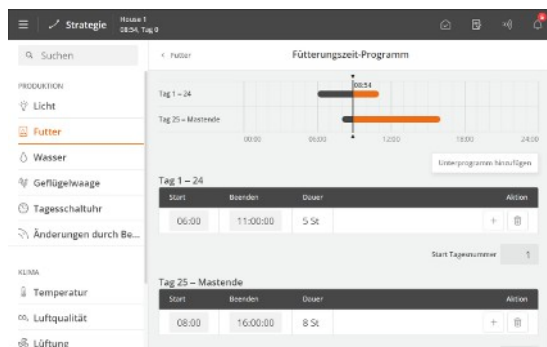 Strategie
House 1
08:54, Tag 0
Suchen
PRODUKTION
Licht
Futter
Wasser
Geflügelwaage
Tagesschaltuhr
Änderungen durch Be...
KLIMA
Temperatur
CO₂ Luftqualität
Lüftung
< Futter
Fütterungszeit-Programm
08:54
Tag 1 – 24
Tag 25 – Mastende
00:00 06:00 12:00 18:00 24:00
Unterprogramm hinzufügen
Tag 1 – 24
Start Beenden Dauer Aktion
06:00 11:00:00 5 St +
Start Tagesnummer 1
Tag 25 – Mastende
Start Beenden Dauer Aktion
08:00 16:00:00 8 St +